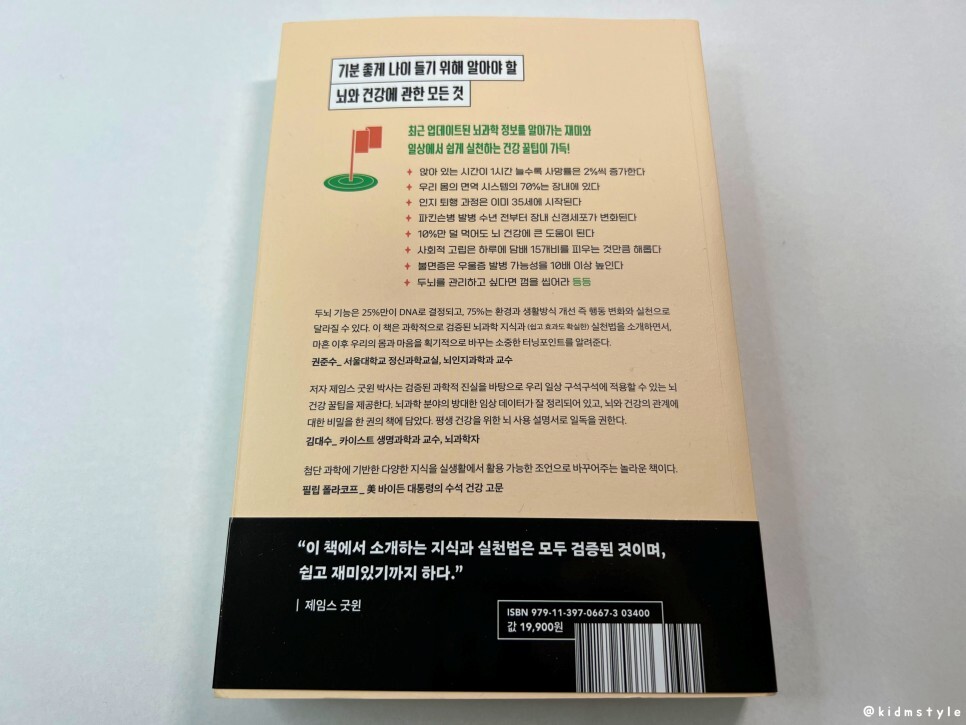 기분 좋게 나이 들기 위해 알아야 할
뇌와 건강에 관한 모든 것
최근 업데이트된 뇌과학 정보를 알아가는 재미와
일상에서 쉽게 실천하는 건강 꿀팁이 가득!
+ 앉아 있는 시간이 1시간 늘수록 사망률은 2%씩 증가한다
+ 우리 몸의 면역 시스템의 70%는 장내에 있다
+ 인지 퇴행 과정은 이미 35세에 시작된다
+ 파킨슨병 발병 수년 전부터 장내 신경세포가 변화된다
+ 10%만 덜 먹어도 뇌 건강에 큰 도움이 된다
+ 사회적 고립은 하루에 담배 15개비를 피우는 것만큼 해롭다
+ 불면증은 우울증 발병 가능성을 10배 이상 높인다
+ 두뇌를 관리하고 싶다면 껌을 씹어라 등등
두뇌 기능은 25%만이 DNA로 결정되고, 75%는 환경과 생활방식 개선 즉 행동 변화와 실천으로
달라질 수 있다. 이 책은 과학적으로 검증된 뇌과학 지식과 (쉽고 효과도 확실한) 실천법을 소개하면서,
마흔 이후 우리의 몸과 마음을 획기적으로 바꾸는 소중한 터닝포인트를 알려준다.
권준수_ 서울대학교 정신과학교실, 뇌인지과학과 교수
저자 제임스 굿윈 박사는 검증된 과학적 진실을 바탕으로 우리 일상 구석구석에 적용할 수 있는 뇌
건강 꿀팁을 제공한다. 뇌과학 분야의 방대한 임상 데이터가 잘 정리되어 있고, 뇌와 건강의 관계에
대한 비밀을 한 권의 책에 담았다. 평생 건강을 위한 뇌 사용 설명서로 일독을 권한다.
김대수_ 카이스트 생명과학과 교수, 뇌과학자
첨단 과학에 기반한 다양한 지식을 실생활에서 활용 가능한 조언으로 바꾸어주는 놀라운 책이다.
필립 폴라코프_ 美 바이든 대통령의 수석 건강 고문
“이 책에서 소개하는 지식과 실천법은 모두 검증된 것이며,
쉽고 재미있기까지 하다.”
| 제임스 굿윈
ISBN 979-11-397-0667-3 03400
값 19,900원
@kidmstyle